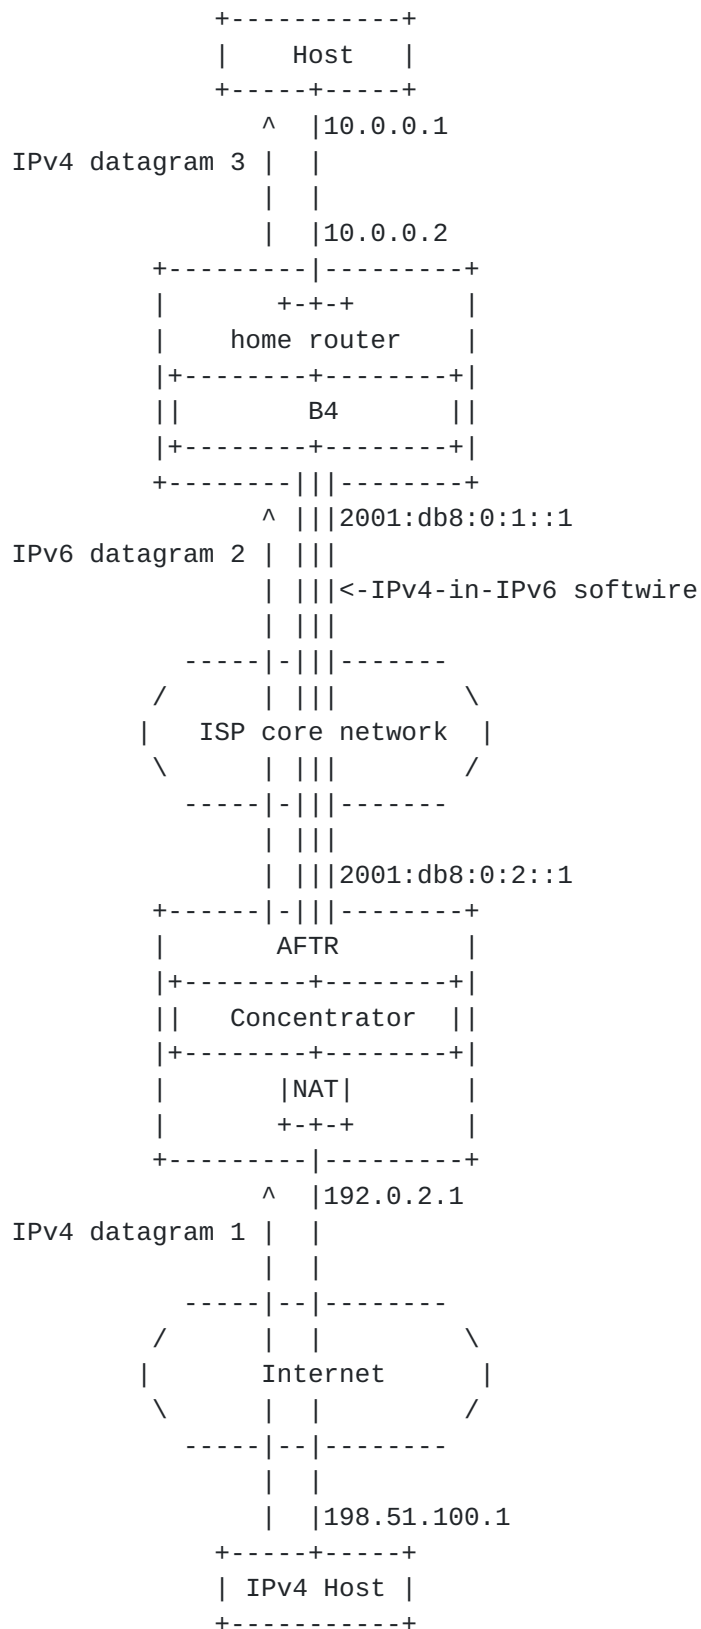 +-----------+
                 |    Host   |
                 +-----+-----+
                    ^  |10.0.0.1
    IPv4 datagram 3 |  |
                    |  |
                    |  |10.0.0.2
             +---------|---------+
             |       +-+-+       |
             |    home router    |
             |+--------+--------+|
             ||        B4       ||
             |+--------+--------+|
             +--------|||--------+
                    ^ |||2001:db8:0:1::1
    IPv6 datagram 2 | |||
                    | |||<-IPv4-in-IPv6 softwire
                    | |||
               -----|-|||-------
             /      | |||        \
            |   ISP core network  |
             \      | |||        /
               -----|-|||-------
                    | |||
                    | |||2001:db8:0:2::1
             +------|-|||--------+
             |       AFTR        |
             |+--------+--------+|
             ||   Concentrator  ||
             |+--------+--------+|
             |       |NAT|       |
             |       +-+-+       |
             +---------|---------+
                    ^  |192.0.2.1
    IPv4 datagram 1 |  |
                    |  |
               -----|--|--------
             /      |  |         \
            |       Internet      |
             \      |  |         /
               -----|--|--------
                    |  |
                    |  |198.51.100.1
                 +-----+-----+
                 | IPv4 Host |
                 +-----------+